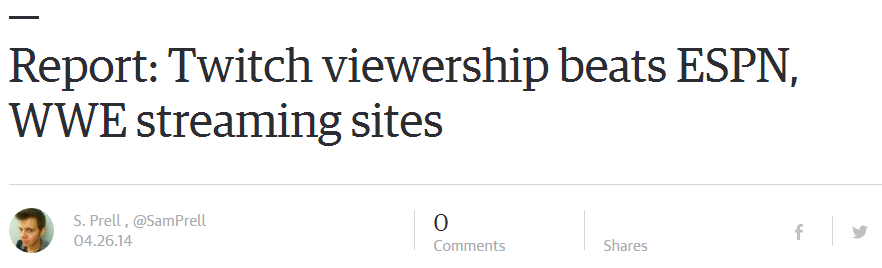 Report: Twitch viewership beats ESPN,
WWE streaming sites
S. Prell , @SamPrell
04.26.14
0
Comments
Shares